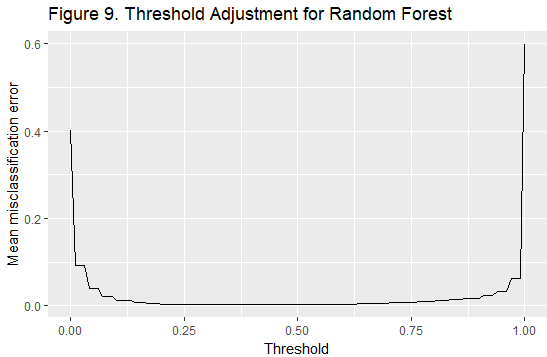 Figure 9. Threshold Adjustment for Random Forest
Mean misclassification error
0.6
0.4
0.2
0.0
0.00 0.25 0.50 0.75 1.00
Threshold